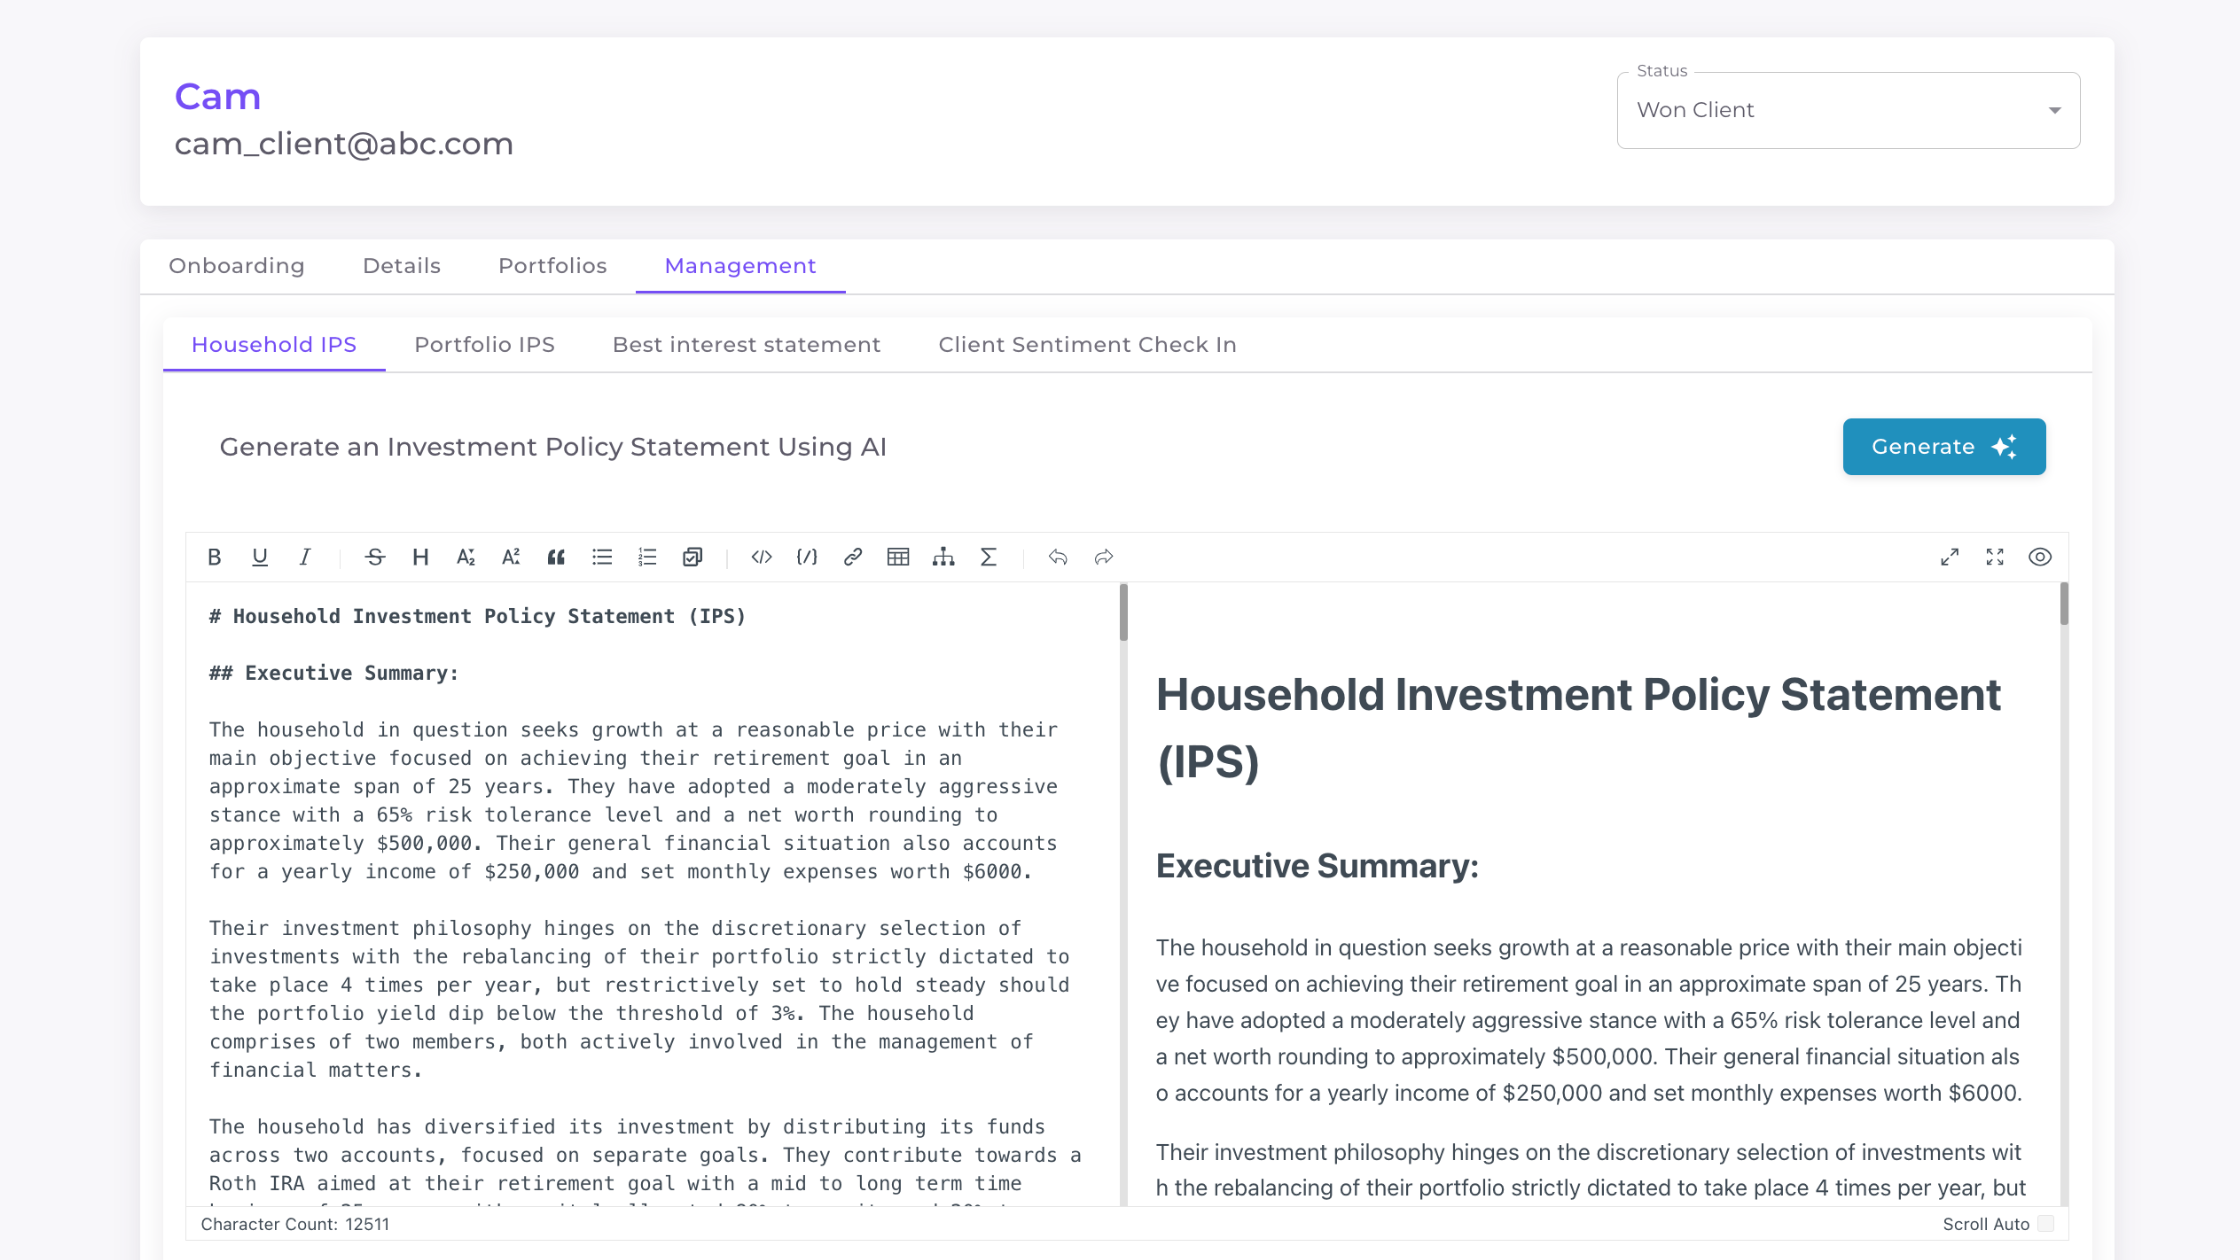 Cam
cam_client@abc.com
Status
Won Client
Onboarding Details Portfolios Management
Household IPS Portfolio IPS Best interest statement Client Sentiment Check In
Generate an Investment Policy Statement Using AI
Generate
# Household Investment Policy Statement (IPS)
## Executive Summary:
The household in question seeks growth at a reasonable price with their
main objective focused on achieving their retirement goal in an
approximate span of 25 years. They have adopted a moderately aggressive
stance with a 65% risk tolerance level and a net worth rounding to
approximately $500,000. Their general financial situation also accounts
for a yearly income of $250,000 and set monthly expenses worth $6000.
Their investment philosophy hinges on the discretionary selection of
investments with the rebalancing of their portfolio strictly dictated to
take place 4 times per year, but restrictively set to hold steady should
the portfolio yield dip below the threshold of 3%. The household
comprises of two members, both actively involved in the management of
financial matters.
The household has diversified its investment by distributing its funds
across two accounts, focused on separate goals. They contribute towards a
Roth IRA aimed at their retirement goal with a mid to long term time
Character Count: 12511
Household Investment Policy Statement
(IPS)
Executive Summary:
The household in question seeks growth at a reasonable price with their main objecti
ve focused on achieving their retirement goal in an approximate span of 25 years. Th
ey have adopted a moderately aggressive stance with a 65% risk tolerance level and
a net worth rounding to approximately $500,000. Their general financial situation als
o accounts for a yearly income of $250,000 and set monthly expenses worth $6000.
Their investment philosophy hinges on the discretionary selection of investments wit
h the rebalancing of their portfolio strictly dictated to take place 4 times per year, but
Scroll Auto